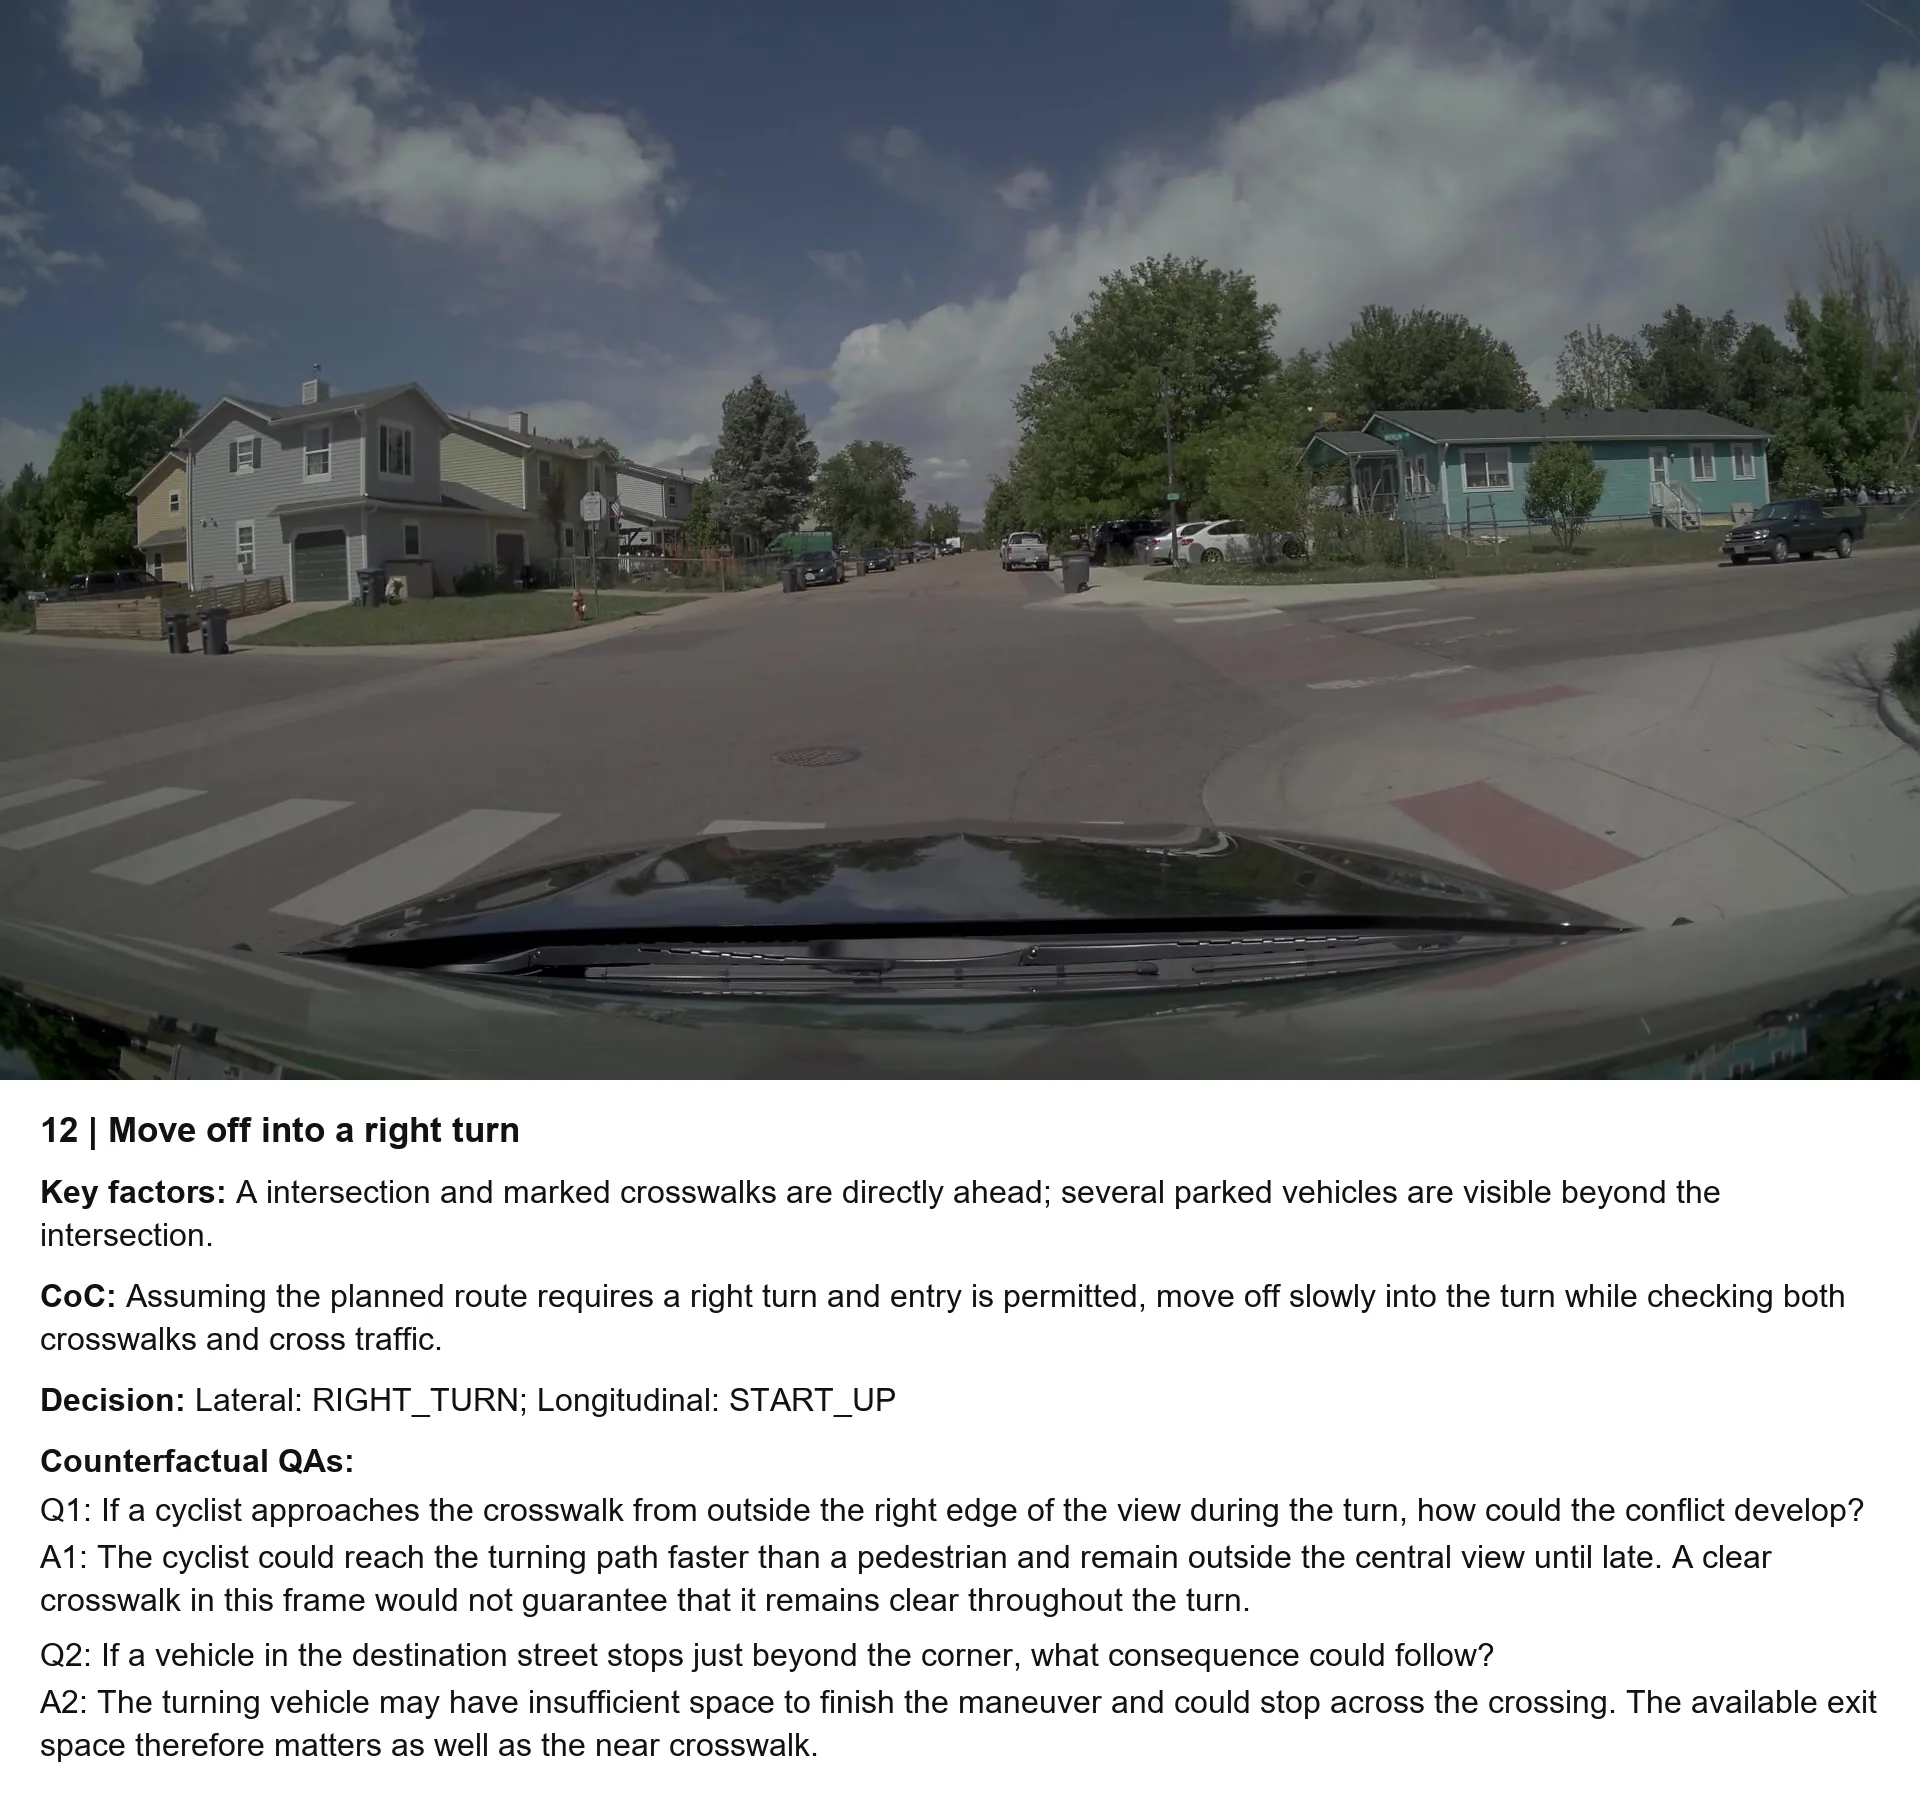 12 | Move off into a right turn
Key factors: A intersection and marked crosswalks are directly ahead; several parked vehicles are visible beyond the
intersection.
CoC: Assuming the planned route requires a right turn and entry is permitted, move off slowly into the turn while checking both
crosswalks and cross traffic.
Decision: Lateral: RIGHT_TURN; Longitudinal: START_UP
Counterfactual QAs:
Q1: If a cyclist approaches the crosswalk from outside the right edge of the view during the turn, how could the conflict develop?
A1: The cyclist could reach the turning path faster than a pedestrian and remain outside the central view until late. A clear
crosswalk in this frame would not guarantee that it remains clear throughout the turn.
Q2: If a vehicle in the destination street stops just beyond the corner, what consequence could follow?
A2: The turning vehicle may have insufficient space to finish the maneuver and could stop across the crossing. The available exit
space therefore matters as well as the near crosswalk.